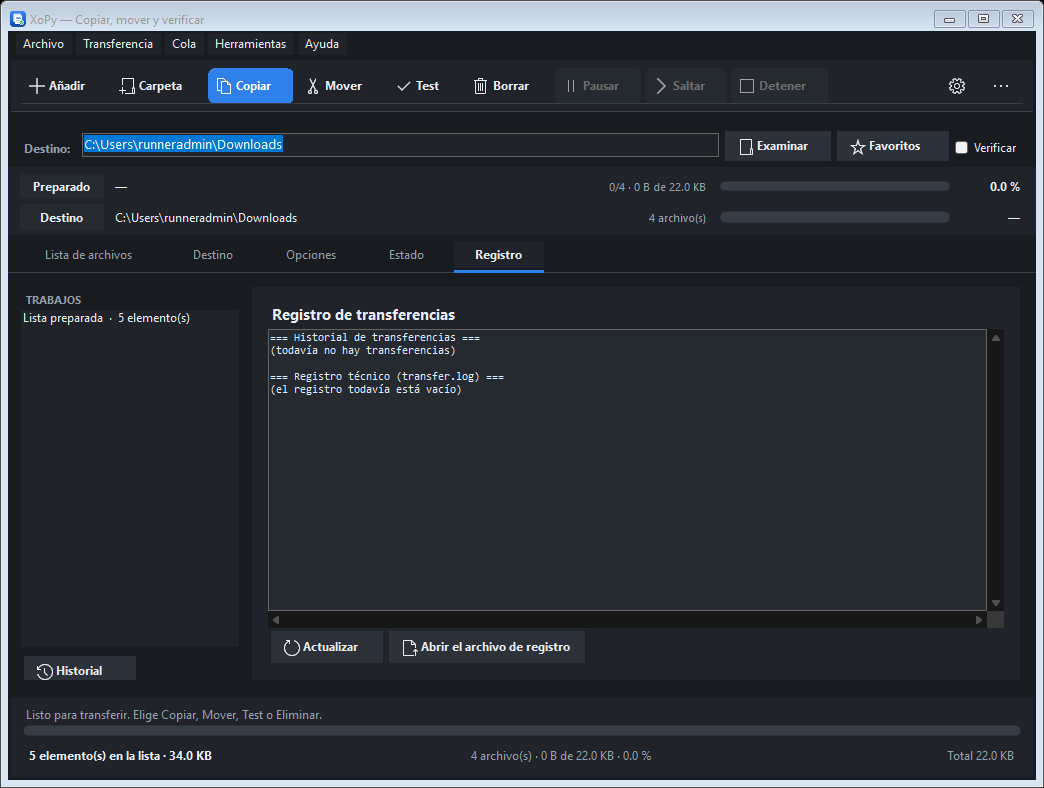 XoPy — Copiar, mover y verificar
Archivo Transferencia Cola Herramientas Ayuda
Añadir Carpeta Copiar Mover Test Borrar Pausar Saltar Detener ...
Destino: C:\Users\runneradmin\Downloads Examinar Favoritos Verificar
Preparado — 0/4 · 0 B de 22.0 KB 0.0 %
Destino C:\Users\runneradmin\Downloads 4 archivo(s) —
Lista de archivos Destino Opciones Estado Registro
TRABAJOS
Lista preparada · 5 elemento(s)
Registro de transferencias
=== Historial de transferencias ===
(todavía no hay transferencias)
=== Registro técnico (transfer.log) ===
(el registro todavía está vacío)
Actualizar Abrir el archivo de registro
Historial
Listo para transferir. Elige Copiar, Mover, Test o Eliminar.
5 elemento(s) en la lista · 34.0 KB 4 archivo(s) · 0 B de 22.0 KB · 0.0 % Total 22.0 KB